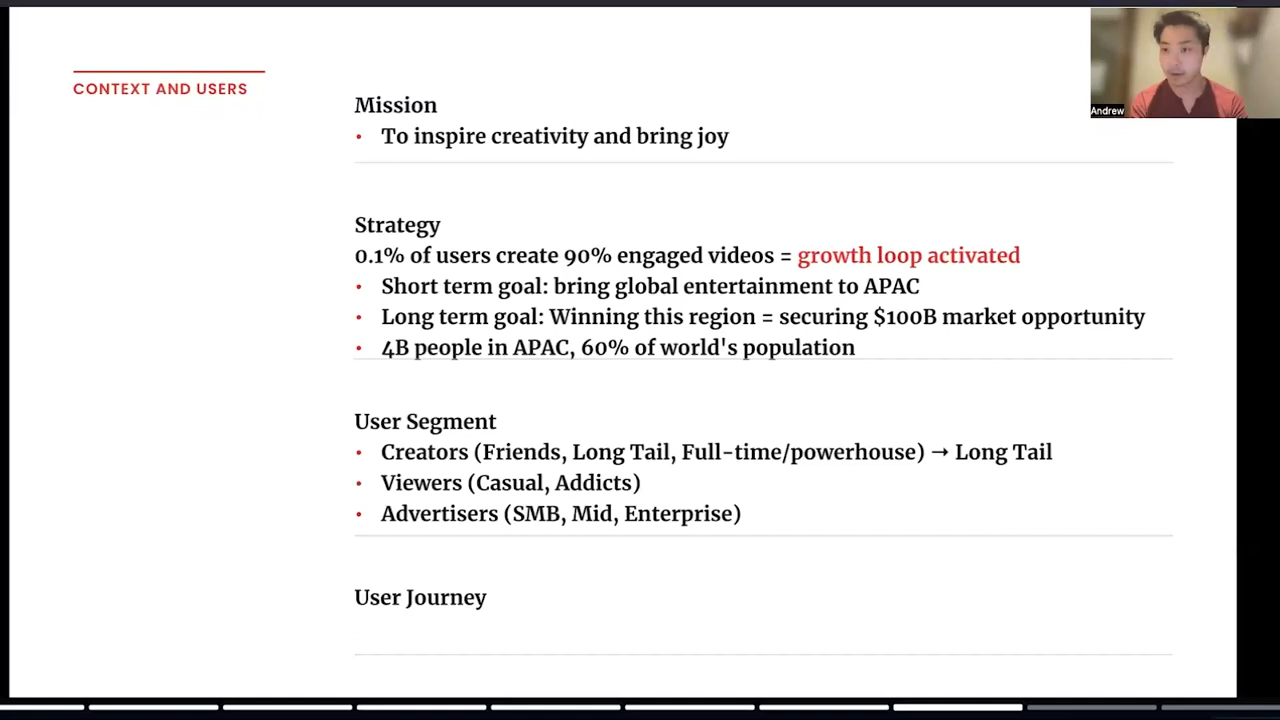 CONTEXT AND USERS
Mission
• To inspire creativity and bring joy
Strategy
0.1% of users create 90% engaged videos = growth loop activated
• Short term goal: bring global entertainment to APAC
• Long term goal: Winning this region = securing $100B market opportunity
• 4B people in APAC, 60% of world's population
User Segment
• Creators (Friends, Long Tail, Full-time/powerhouse) → Long Tail
• Viewers (Casual, Addicts)
• Advertisers (SMB, Mid, Enterprise)
User Journey
Andrew